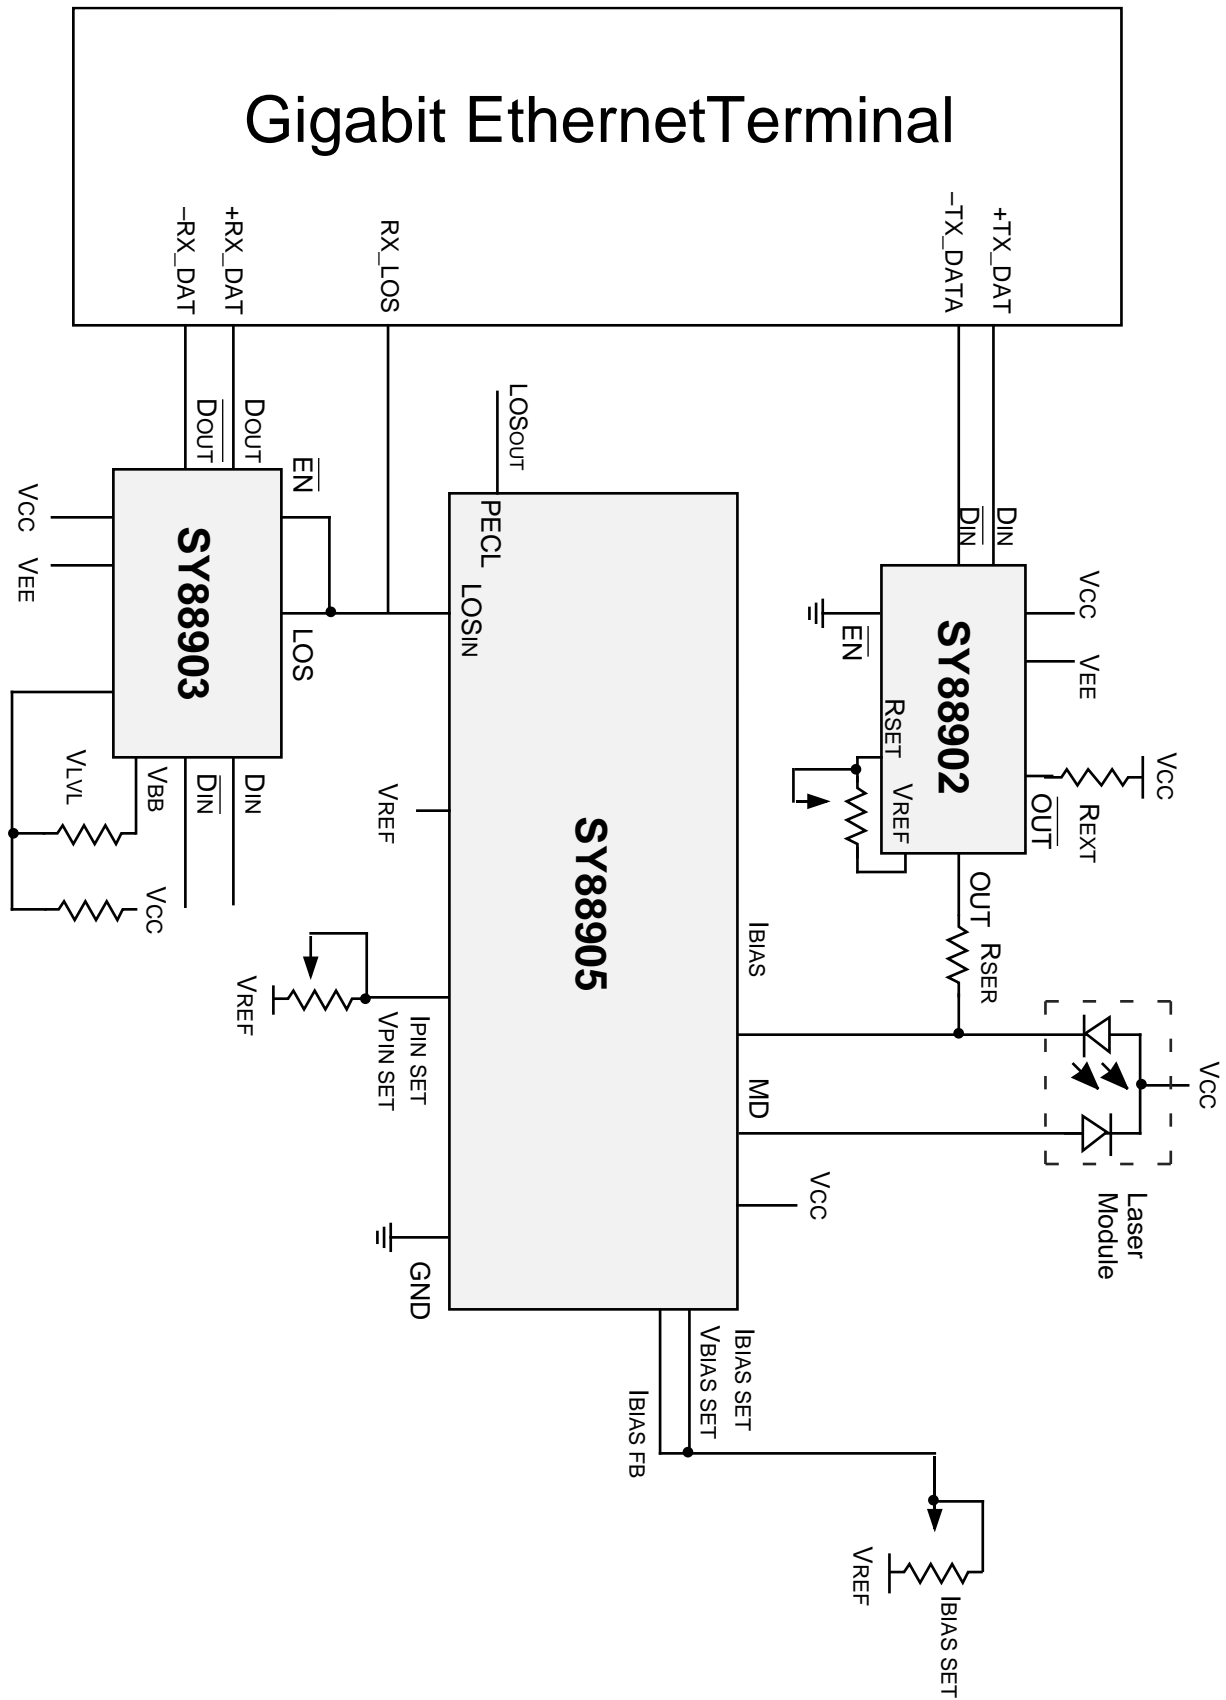 Gigabit EthernetTerminal
–RX_DAT
+RX_DAT
RX_LOS
–TX_DATA
+TX_DAT
LOSOUT
DOUT
DOUT
EN
PECL
LOSIN
DIN
DIN
VCC
VEE
VCC
VEE
SY88903
LOS
EN
SY88902
RSET
VREF
VCC
REXT
OUT
VLVL
VBB
DIN
DIN
VCC
VREF
SY88905
OUT
RSER
IBIAS
VREF
IPIN SET
VPIN SET
MD
VCC
VCC
Laser
Module
GND
IBIAS SET
VBIAS SET
IBIAS FB
VREF
IBIAS SET